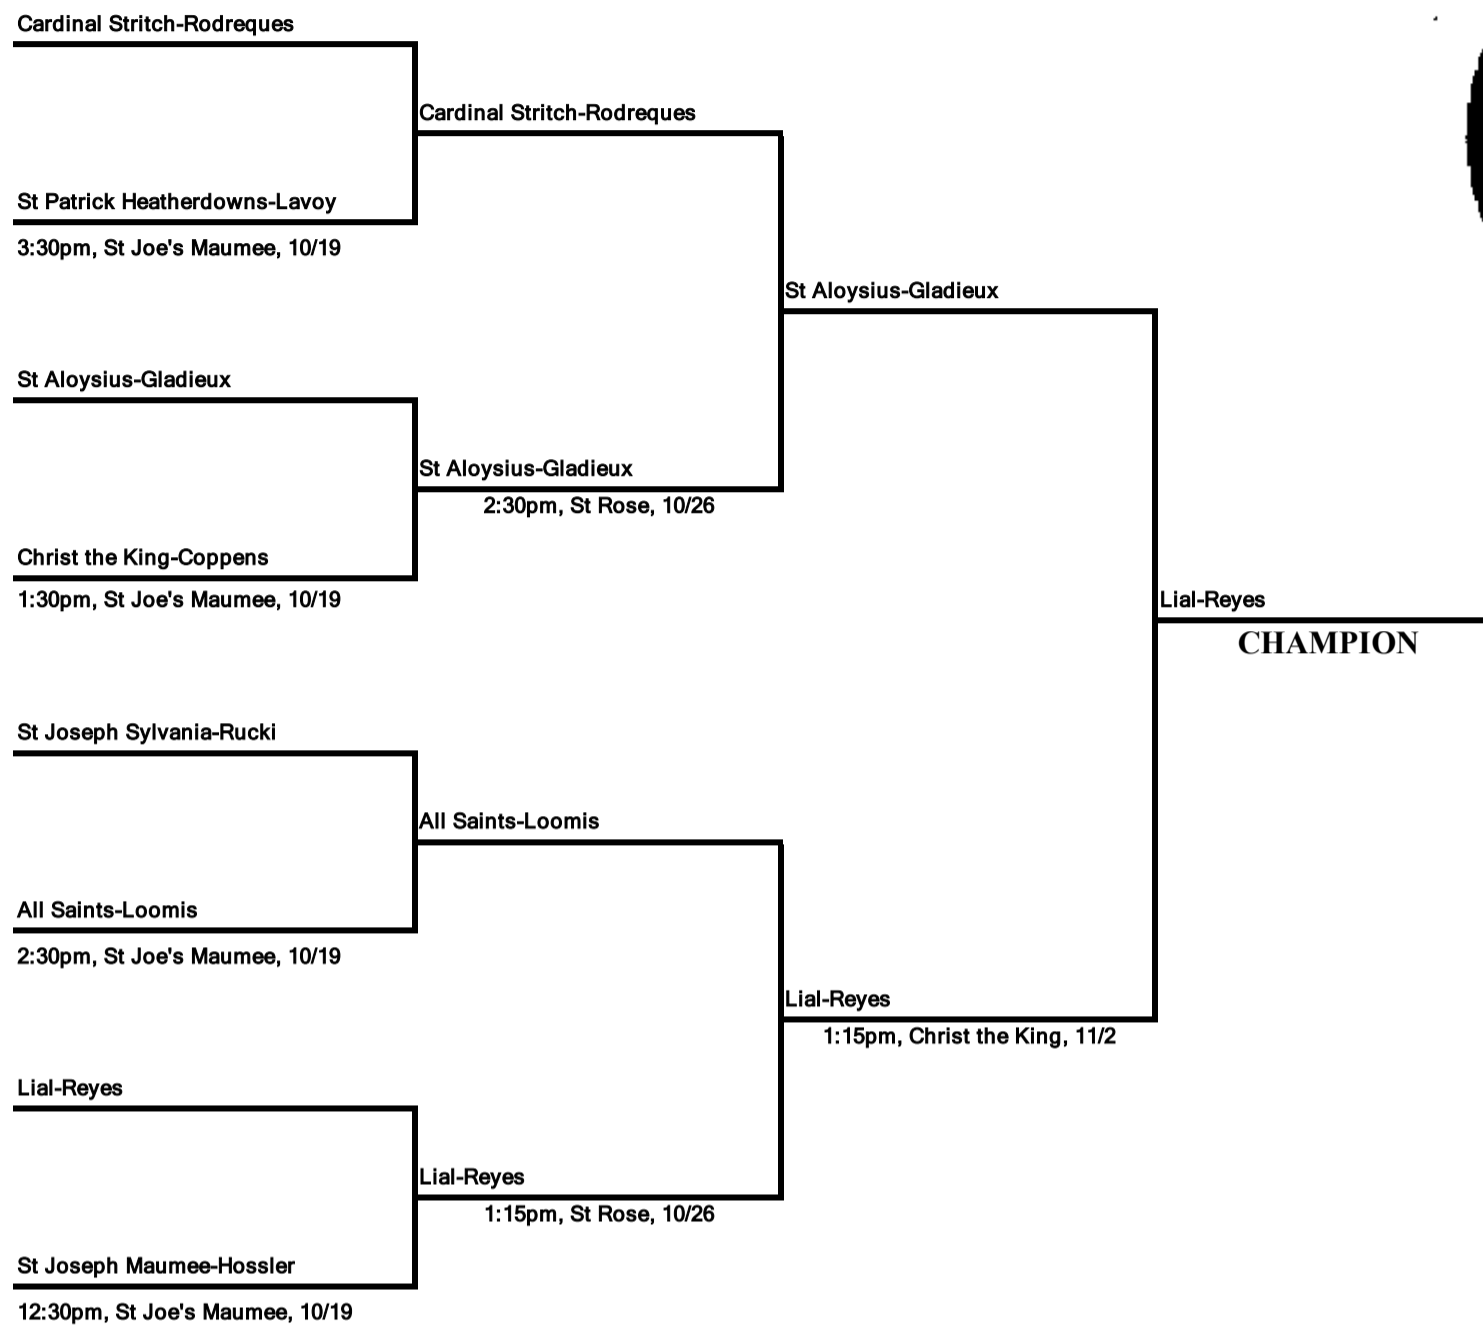 Cardinal Stritch-Rodreques
Cardinal Stritch-Rodreques
St Patrick Heatherdowns-Lavoy
3:30pm, St Joe's Maumee, 10/19
St Aloysius-Gladieux
St Aloysius-Gladieux
St Aloysius-Gladieux
2:30pm, St Rose, 10/26
Christ the King-Coppens
1:30pm, St Joe's Maumee, 10/19
Lial-Reyes
CHAMPION
St Joseph Sylvania-Rucki
All Saints-Loomis
All Saints-Loomis
2:30pm, St Joe's Maumee, 10/19
Lial-Reyes
1:15pm, Christ the King, 11/2
Lial-Reyes
Lial-Reyes
1:15pm, St Rose, 10/26
St Joseph Maumee-Hossler
12:30pm, St Joe's Maumee, 10/19